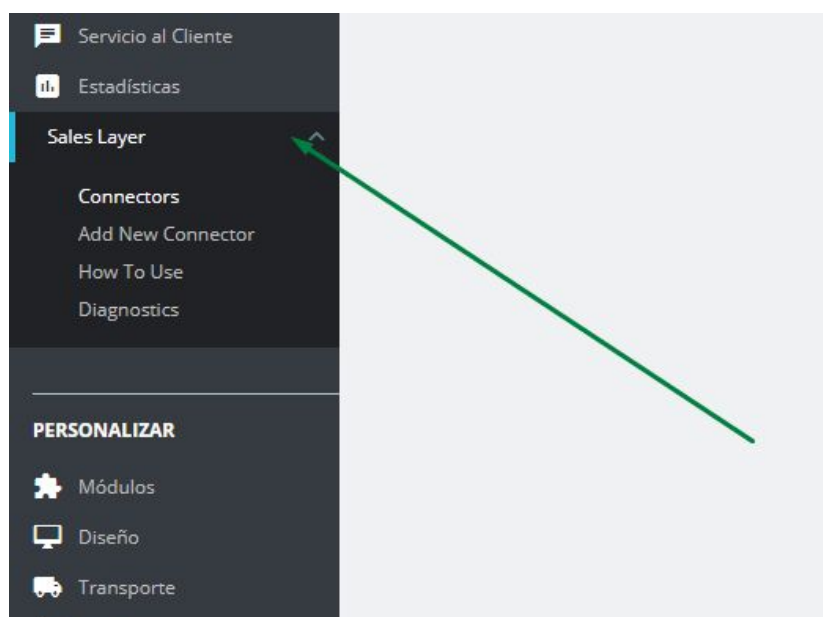 Servicio al Cliente
Estadísticas
Sales Layer
Connectors
Add New Connector
How To Use
Diagnostics
PERSONALIZAR
Módulos
Diseño
Transporte